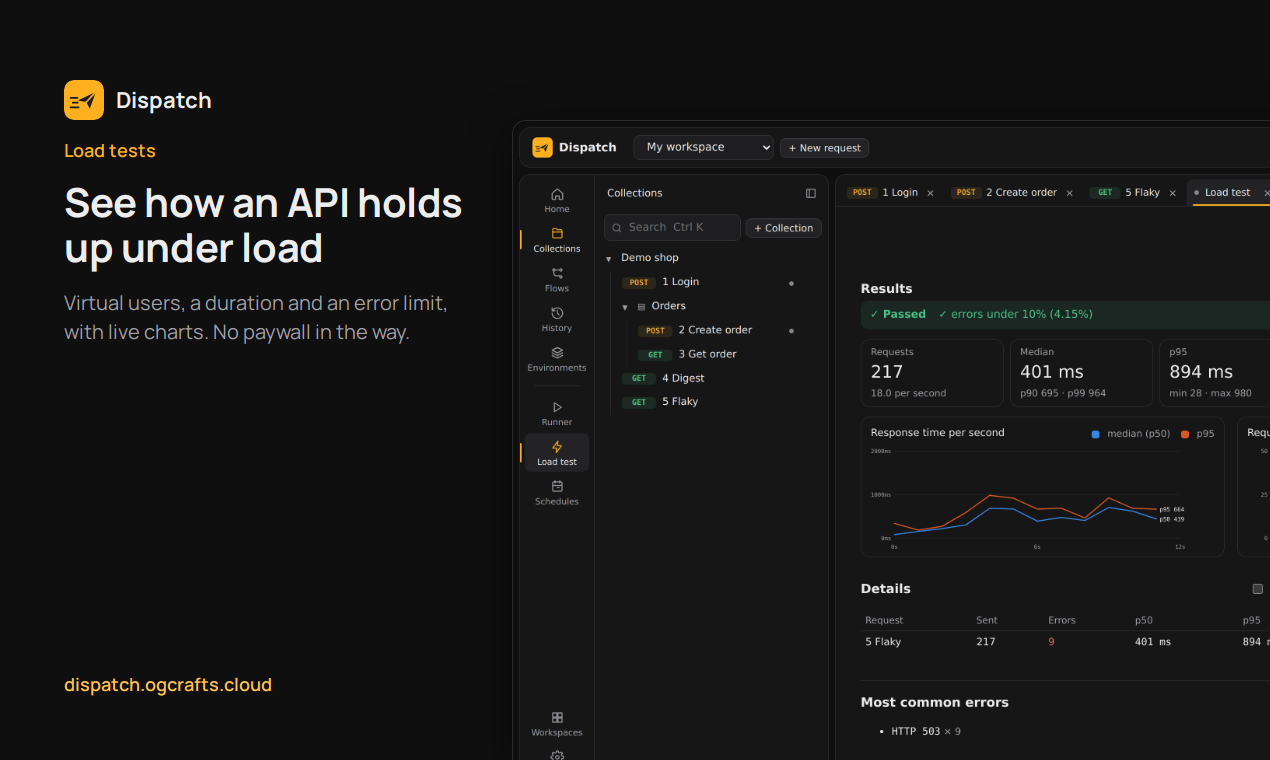 Dispatch
Load tests
See how an API holds
up under load
Virtual users, a duration and an error limit,
with live charts. No paywall in the way.
dispatch.ogcrafts.cloud
Dispatch
My workspace
+ New request
Home
Collections
Flows
History
Environments
Runner
Load test
Schedules
Workspaces
Collections
Search Ctrl K
+ Collection
Demo shop
POST 1 Login
Orders
POST 2 Create order
GET 3 Get order
GET 4 Digest
GET 5 Flaky
POST 1 Login ×
POST 2 Create order ×
GET 5 Flaky ×
Load test ×
Results
✓ Passed ✓ errors under 10% (4.15%)
Requests
217
18.0 per second
Median
401 ms
p90 695 · p99 964
p95
894 ms
min 28 · max 980
Response time per second
median (p50) p95
2000ms
1000ms
0ms
p95 664
p50 439
0s 6s 12s
Requ
50
25
0
Details
Request Sent Errors p50 p95
5 Flaky 217 9 401 ms 894 m
Most common errors
• HTTP 503 × 9